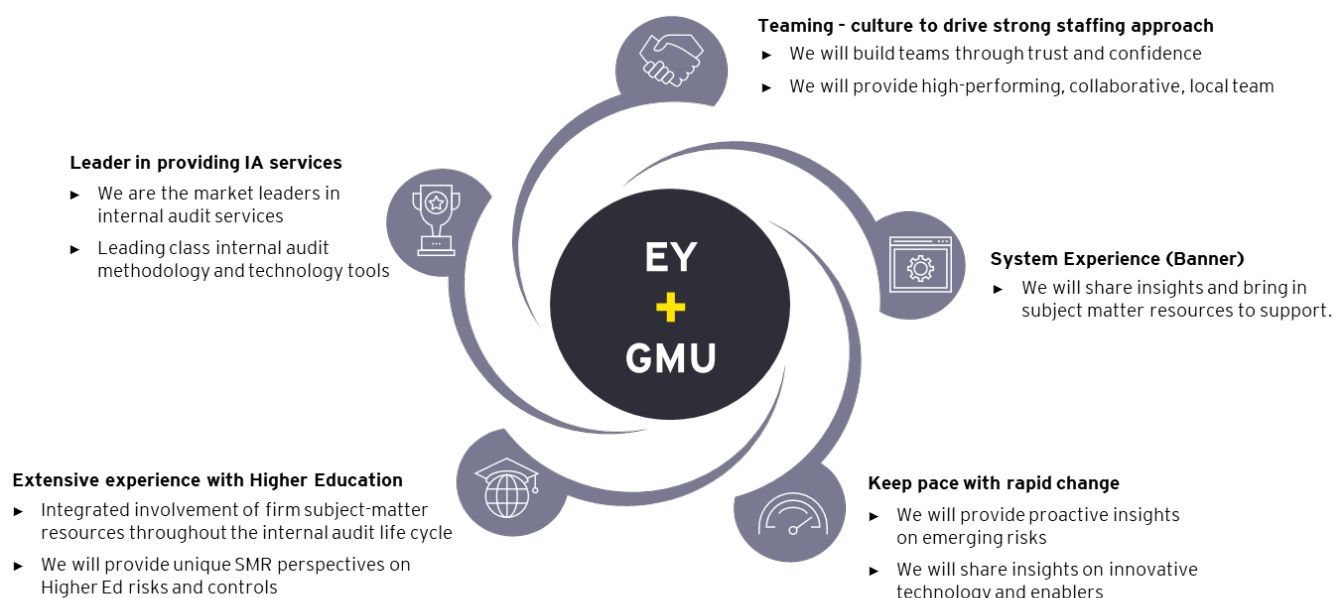 Teaming - culture to drive strong staffing approach
► We will build teams through trust and confidence
► We will provide high-performing, collaborative, local team
Leader in providing IA services
► We are the market leaders in
internal audit services
► Leading class internal audit
methodology and technology tools
EY
+
GMU
System Experience (Banner)
► We will share insights and bring in
subject matter resources to support.
Extensive experience with Higher Education
► Integrated involvement of firm subject-matter
resources throughout the internal audit life cycle
► We will provide unique SMR perspectives on
Higher Ed risks and controls
Keep pace with rapid change
► We will provide proactive insights
on emerging risks
► We will share insights on innovative
technology and enablers